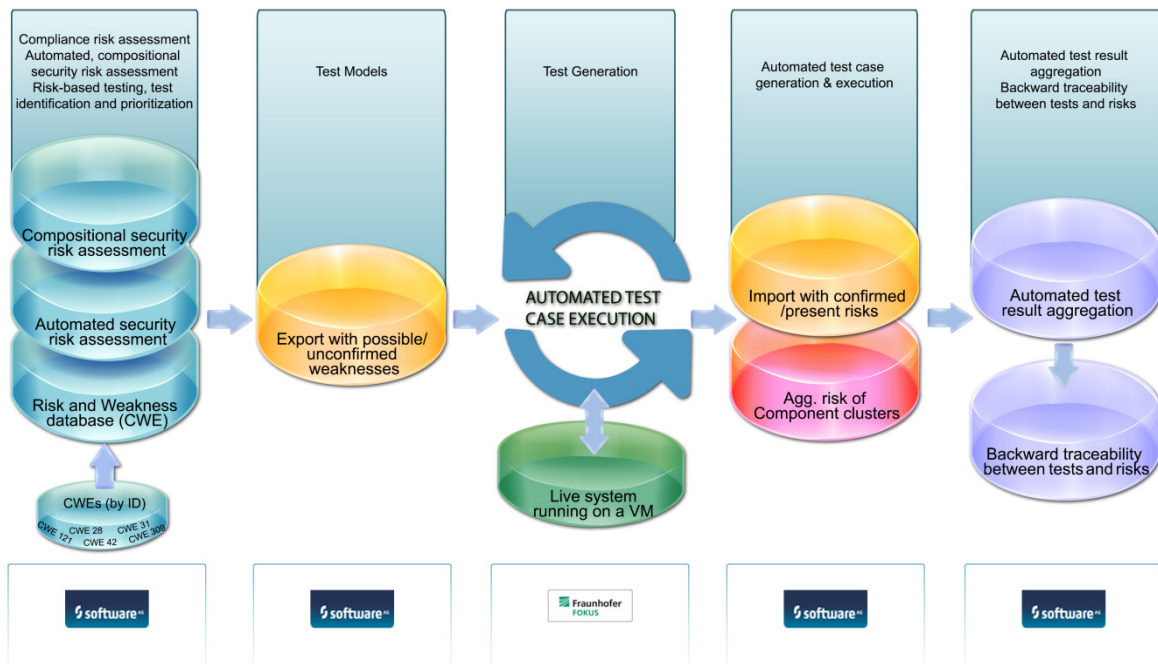 Compliance risk assessment
Automated, compositional
security risk assessment
Risk-based testing, test
identification and prioritization
Compositional security
risk assessment
Automated security
risk assessment
Risk and Weakness
database (CWE)
CWEs (by ID)
CWE 121
CWE 28
CWE 42
CWE 31
CWE 309
Test Models
Export with possible/
unconfirmed
weaknesses
Test Generation
AUTOMATED TEST
CASE EXECUTION
Live system
running on a VM
Automated test case
generation & execution
Import with confirmed
/present risks
Agg. risk of
Component clusters
Automated test result
aggregation
Backward traceability
between tests and risks
Automated test
result aggregation
Backward traceability
between tests and risks
software AG
software AG
Fraunhofer
FOKUS
software AG
software AG